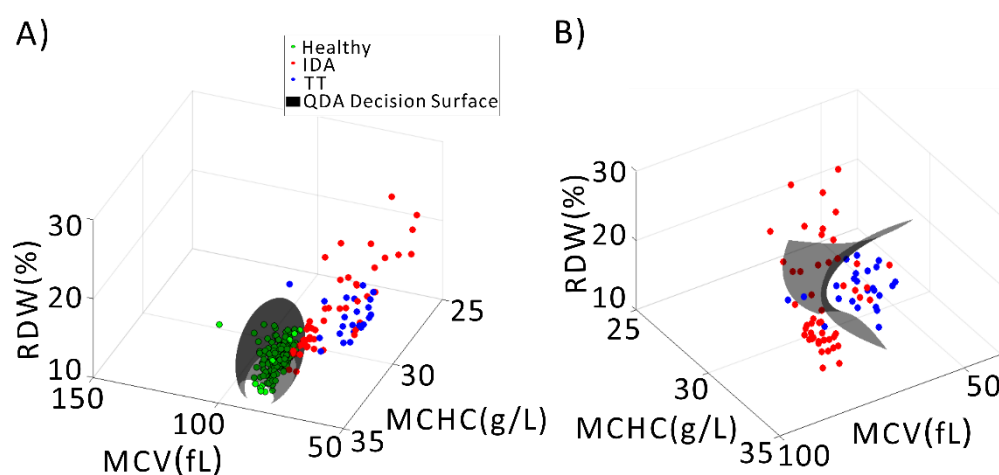 A)
Healthy
IDA
TT
QDA Decision Surface
RDW(%)
30
20
10
150
100
50
MCV(fL)
35
30
25
MCHC(g/L)
B)
RDW(%)
30
20
10
25
30
35
MCHC(g/L)
100
50
MCV(fL)